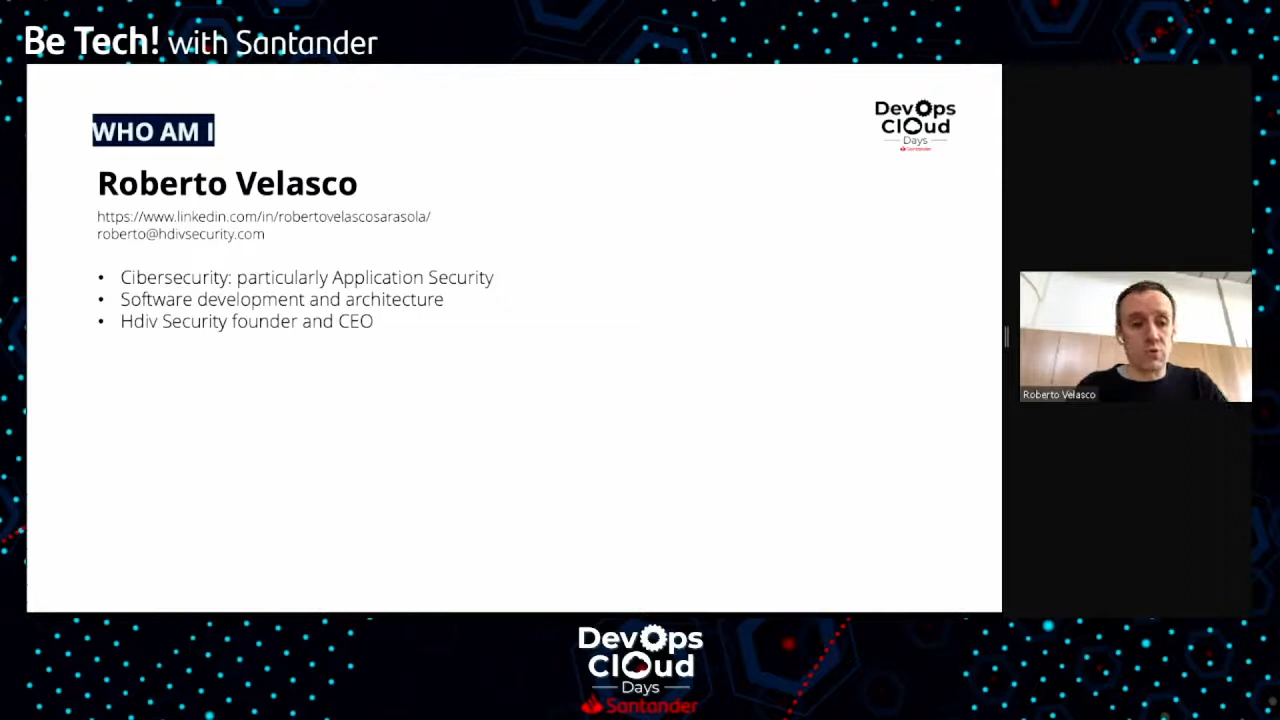 Be Tech! with Santander
WHO AM I
DevOps
Cloud
Days
Santander
Roberto Velasco
https://www.linkedin.com/in/robertovelascosarasola/
roberto@hdivsecurity.com
• Cibersecurity: particularly Application Security
• Software development and architecture
• Hdiv Security founder and CEO
Roberto Velasco
DevOps
Cloud
Days
Santander